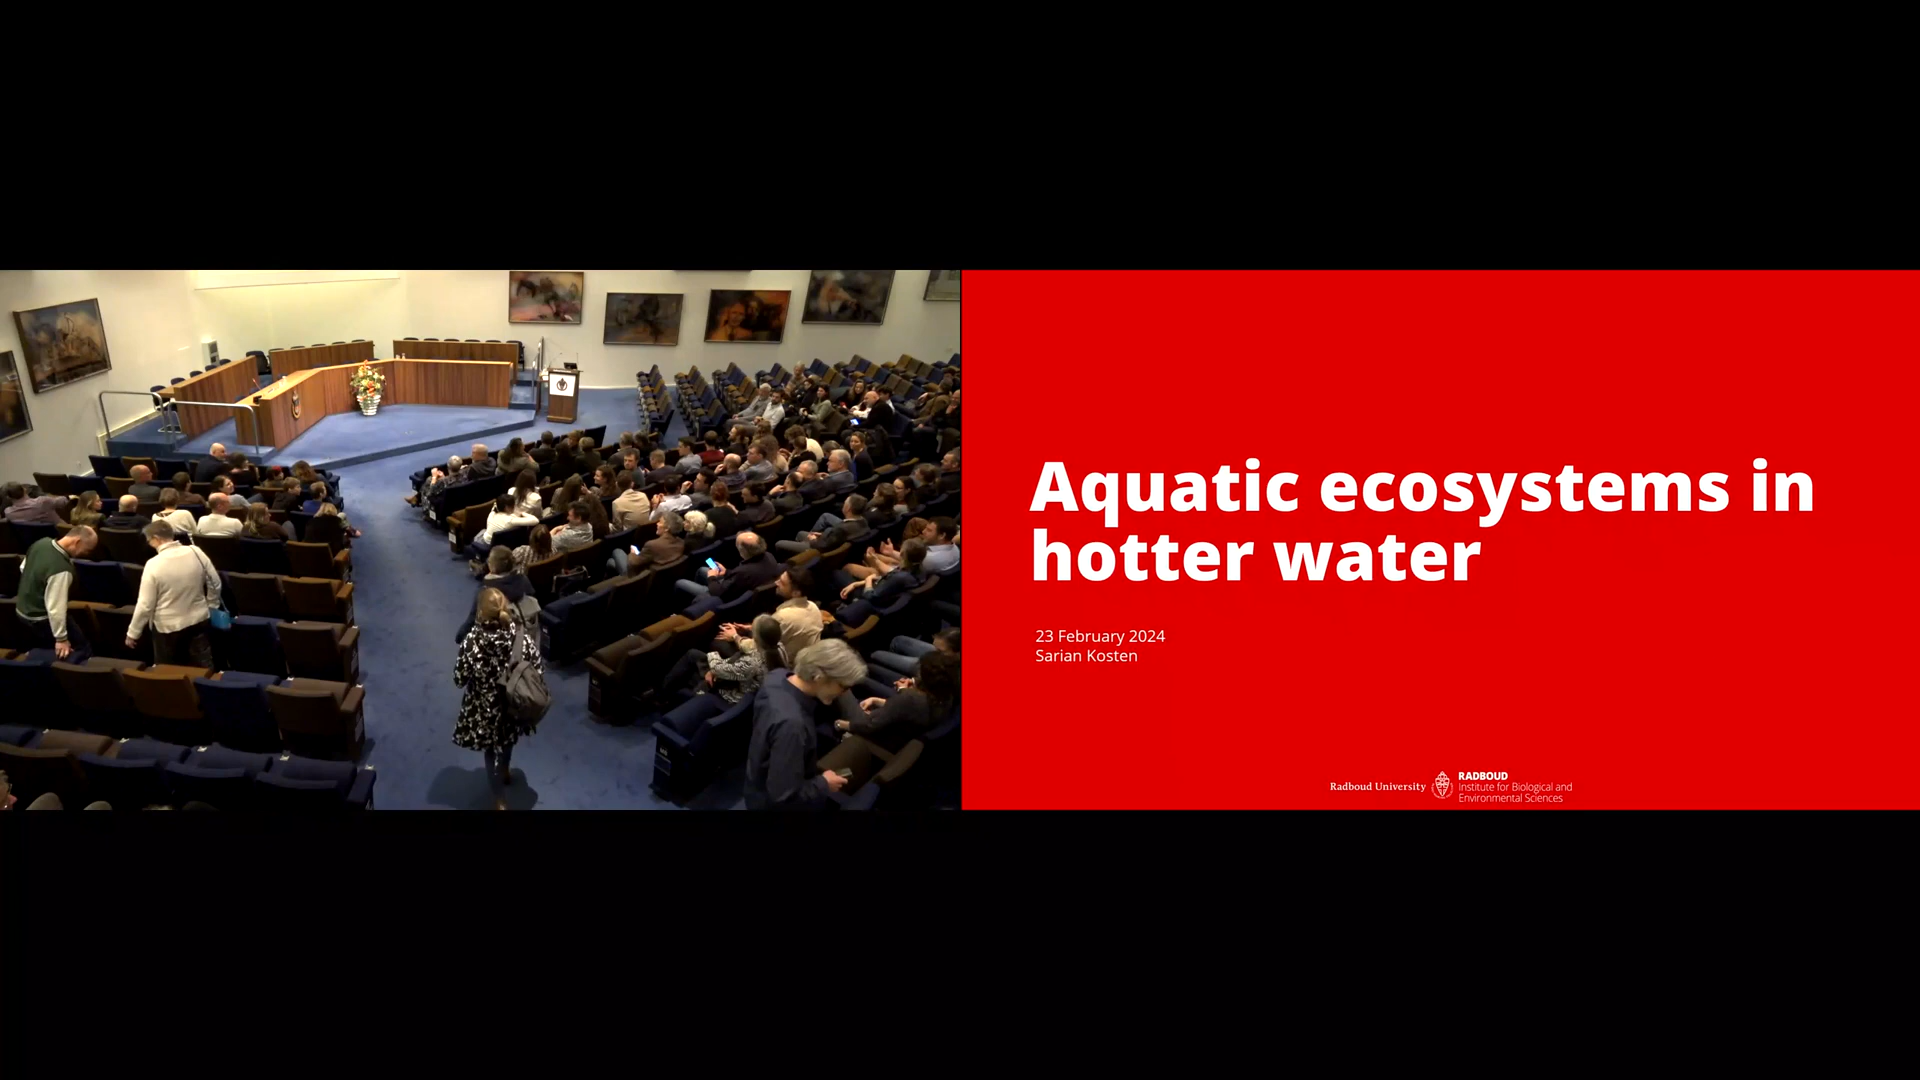 Aquatic ecosystems in
hotter water
23 February 2024
Sarian Kosten
Radboud University
RADBOUD
Institute for Biological and
Environmental Sciences